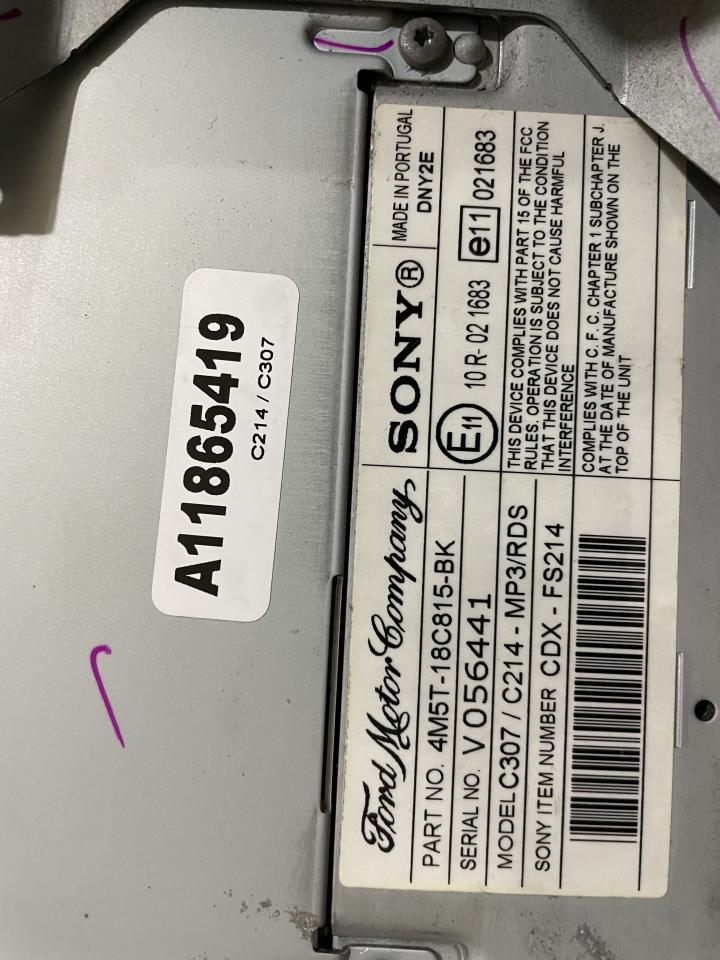 A11865419
C214 / C307
Ford Motor Company
SONY®
MADE IN PORTUGAL
DNY2E
PART NO. 4M5T-18C815-BK
SERIAL NO. V056441
MODEL C307 / C214 - MP3/RDS
SONY ITEM NUMBER CDX - FS214
E11 10 R- 02 1683 e11 021683
THIS DEVICE COMPLIES WITH PART 15 OF THE FCC
RULES. OPERATION IS SUBJECT TO THE CONDITION
THAT THIS DEVICE DOES NOT CAUSE HARMFUL
INTERFERENCE
COMPLIES WITH C. F. C. CHAPTER 1 SUBCHAPTER J.
AT THE DATE OF MANUFACTURE SHOWN ON THE
TOP OF THE UNIT